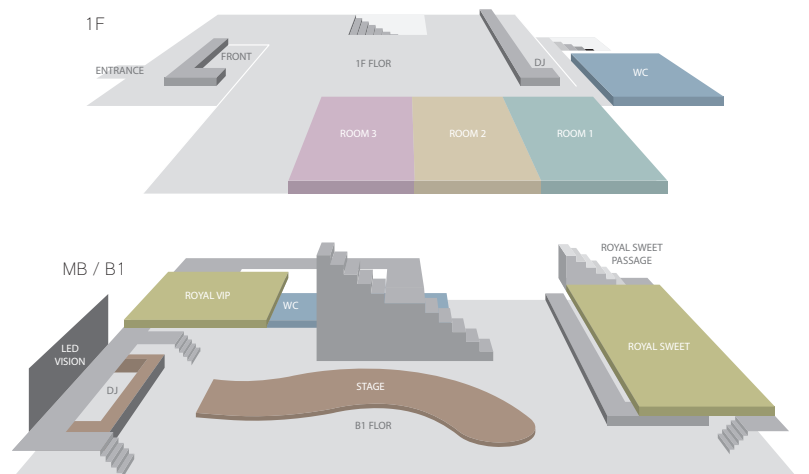 1F
FRONT
ENTRANCE
1F FLOR
DJ
WC
ROOM 3
ROOM 2
ROOM 1
MB / B1
ROYAL SWEET
PASSAGE
ROYAL VIP
WC
LED
VISION
ROYAL SWEET
DJ
STAGE
B1 FLOR